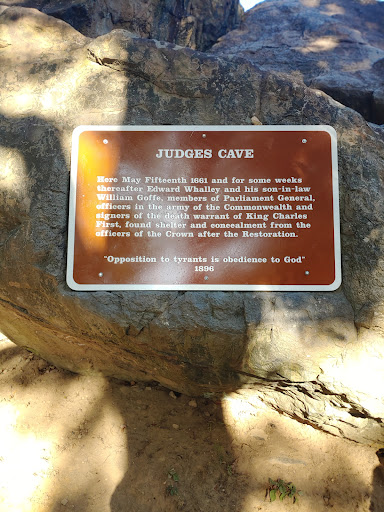 JUDGES CAVE
Here May Fifteenth 1661 and for some weeks
thereafter Edward Whalley and his son-in-law
William Goffe, members of Parliament General,
officers in the army of the Commonwealth and
signers of the death warrant of King Charles
First, found shelter and concealment from the
officers of the Crown after the Restoration.
"Opposition to tyrants is obedience to God"
1896